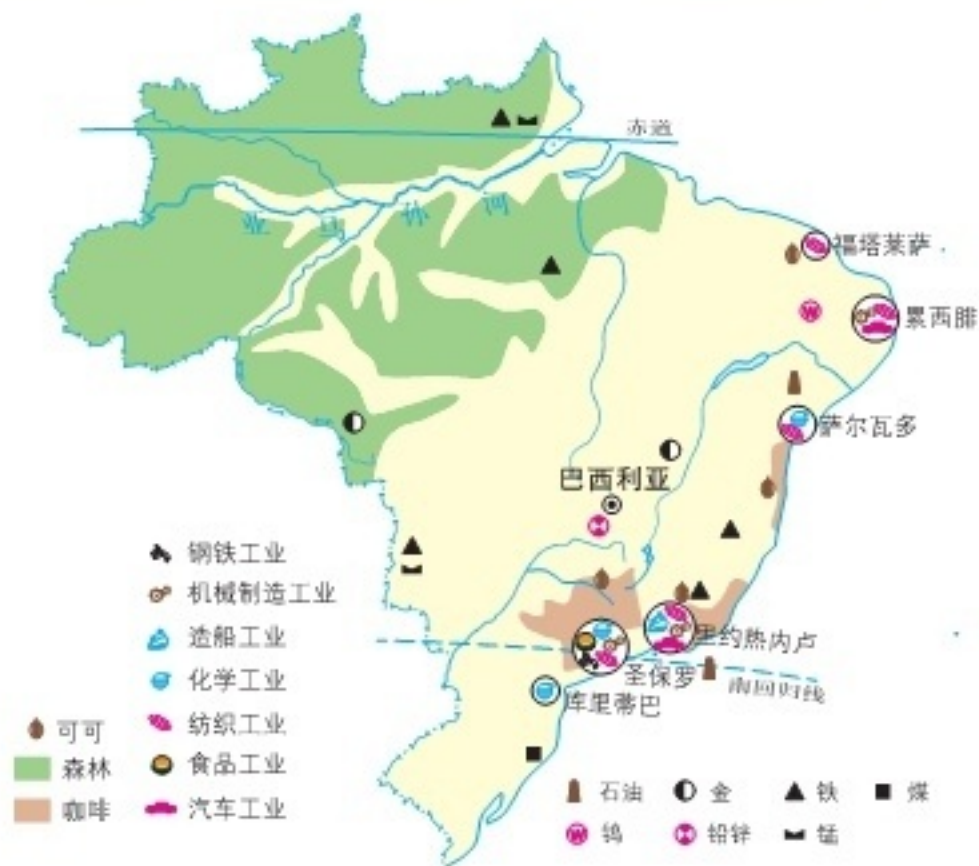 赤道
亚马孙河
福塔莱萨
累西腓
萨尔瓦多
巴西利亚
里约热内卢
圣保罗
南回归线
库里蒂巴
钢铁工业
机械制造工业
造船工业
化学工业
纺织工业
食品工业
汽车工业
可可
森林
咖啡
石油 金 铁 煤
钨 铅锌 锰